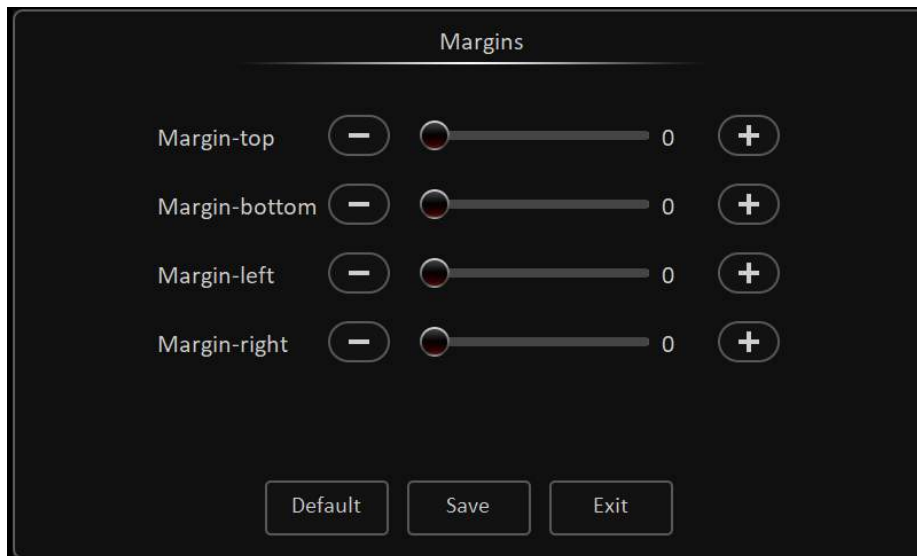 Margins
Margin-top − 0 +
Margin-bottom − 0 +
Margin-left − 0 +
Margin-right − 0 +
Default Save Exit